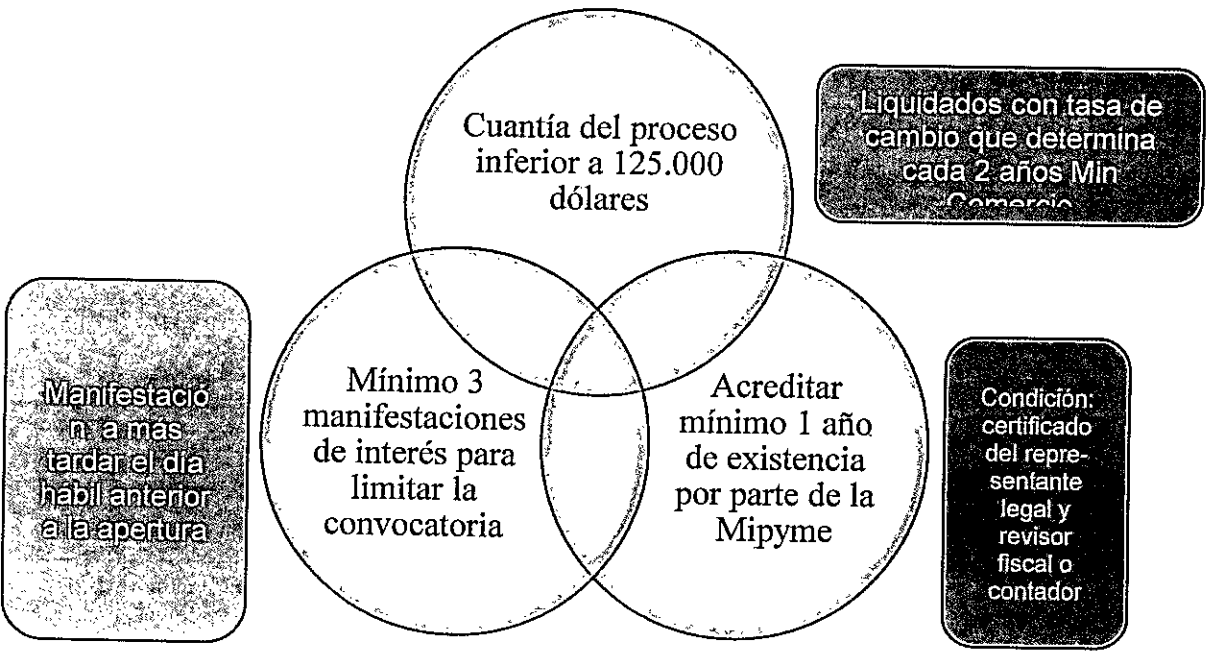 Cuantía del proceso
inferior a 125.000
dólares
Liquidados con tasa de
cambio que determina
cada 2 años Min
Comercio
Manifestació
n: a más
tardar el día
hábil anterior
a la apertura
Mínimo 3
manifestaciones
de interés para
limitar la
convocatoria
Acreditar
mínimo 1 año
de existencia
por parte de la
Mipyme
Condición:
certificado
del repre-
sentante
legal y
revisor
fiscal o
contador